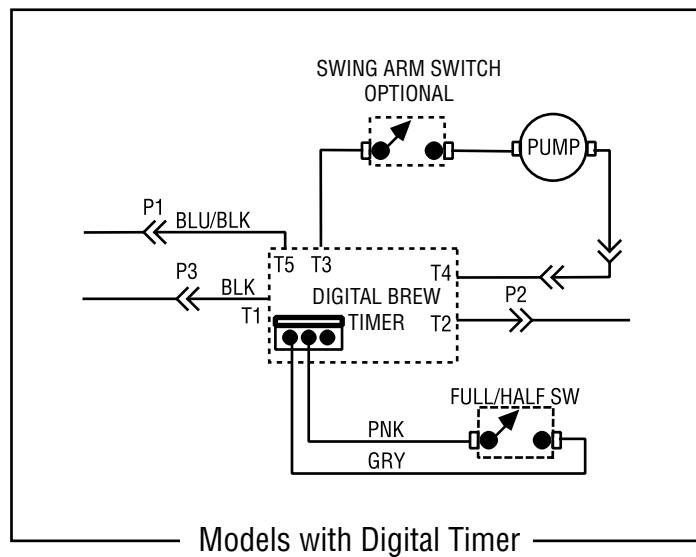 SWING ARM SWITCH
OPTIONAL
PUMP
P1
BLU/BLK
T5 T3
P3
BLK
T4
P2
DIGITAL BREW
T1
TIMER
T2
FULL/HALF SW
PNK
GRY
Models with Digital Timer